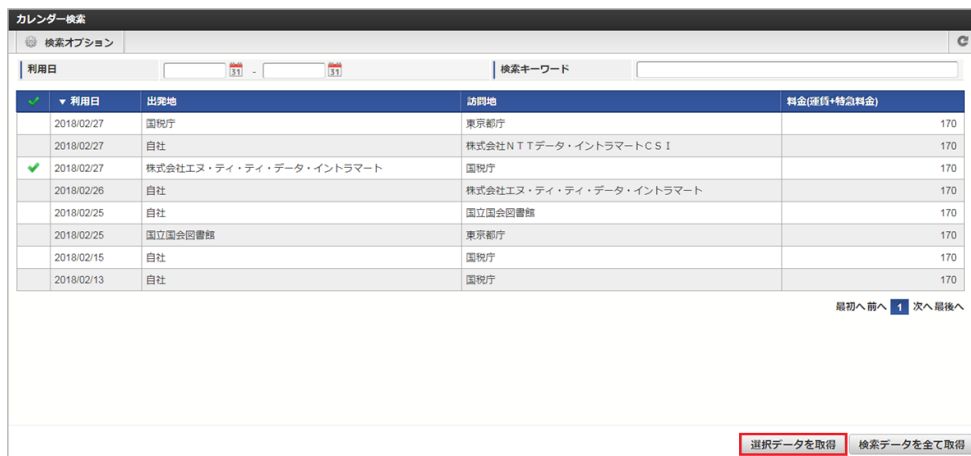 カレンダー検索
検索オプション
利用日 31 - 31 検索キーワード
▼ 利用日 出発地 訪問地 料金(運賃+特急料金)
2018/02/27 国税庁 東京都庁 170
2018/02/27 自社 株式会社ＮＴＴデータ・イントラマートＣＳＩ 170
2018/02/27 株式会社エヌ・ティ・ティ・データ・イントラマート 国税庁 170
2018/02/26 自社 株式会社エヌ・ティ・ティ・データ・イントラマート 170
2018/02/25 自社 国立国会図書館 170
2018/02/25 国立国会図書館 東京都庁 170
2018/02/15 自社 国税庁 170
2018/02/13 自社 国税庁 170
最初へ 前へ 1 次へ 最後へ
選択データを取得 検索データを全て取得